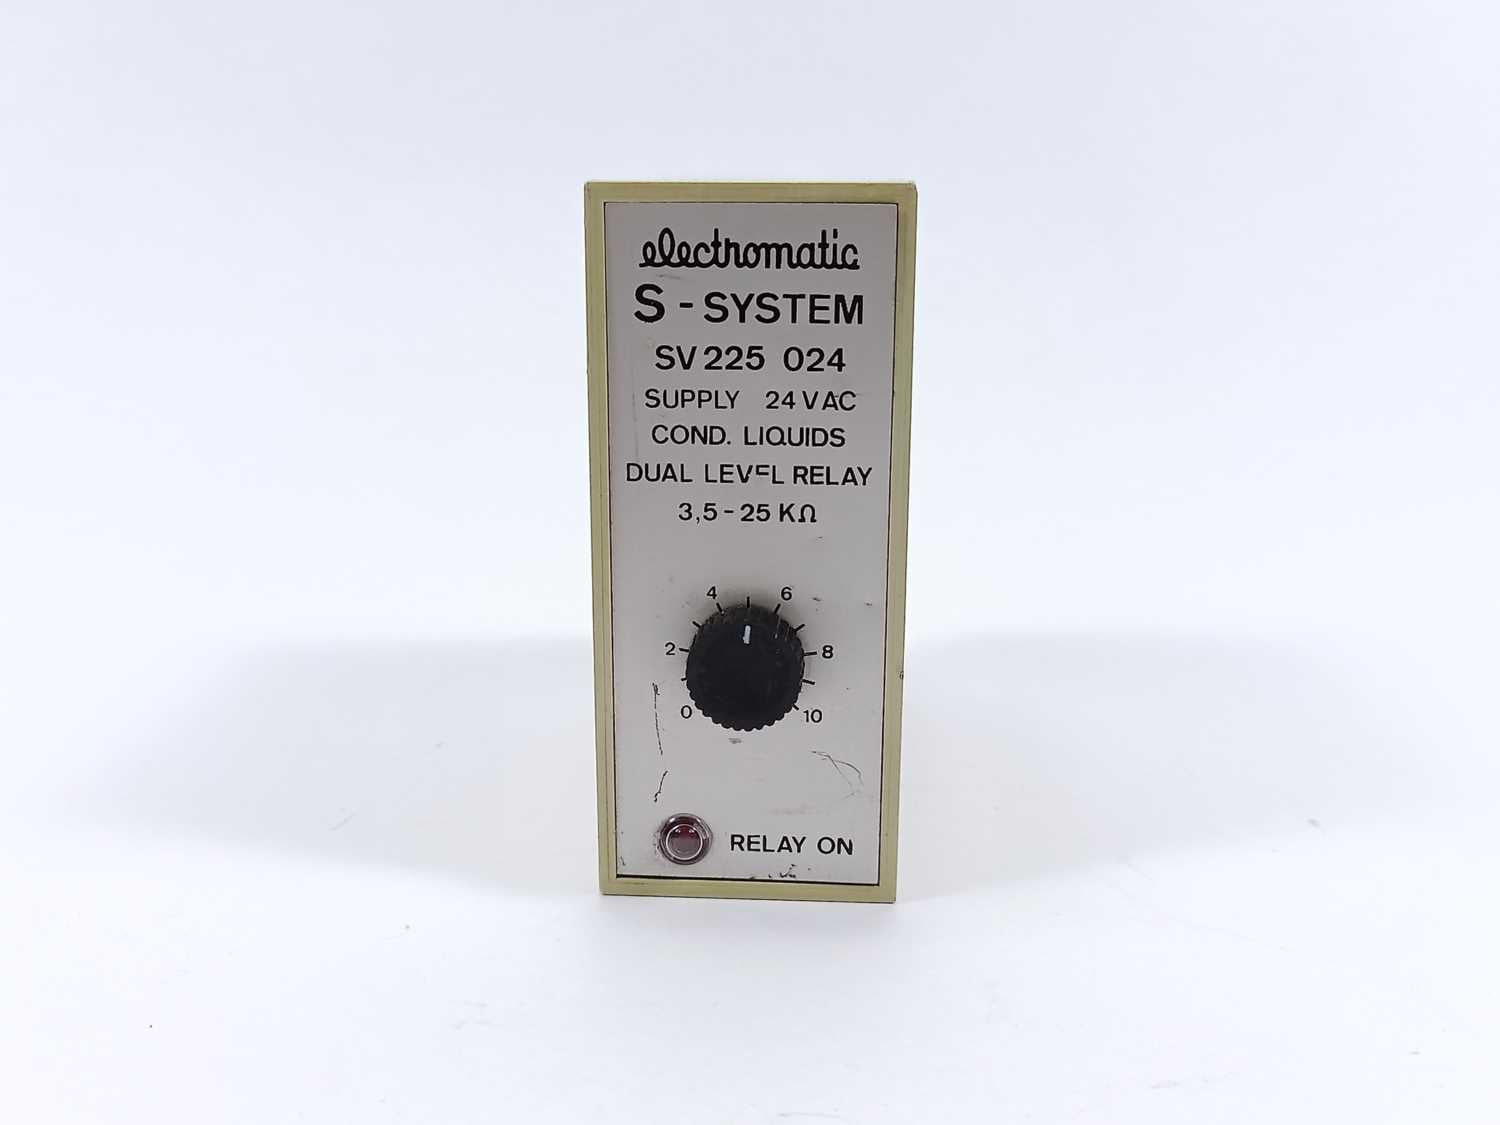 electromatic
S - SYSTEM
SV 225 024
SUPPLY 24 VAC
COND. LIQUIDS
DUAL LEVEL RELAY
3,5 - 25 KΩ
4 6
2 8
0 10
RELAY ON